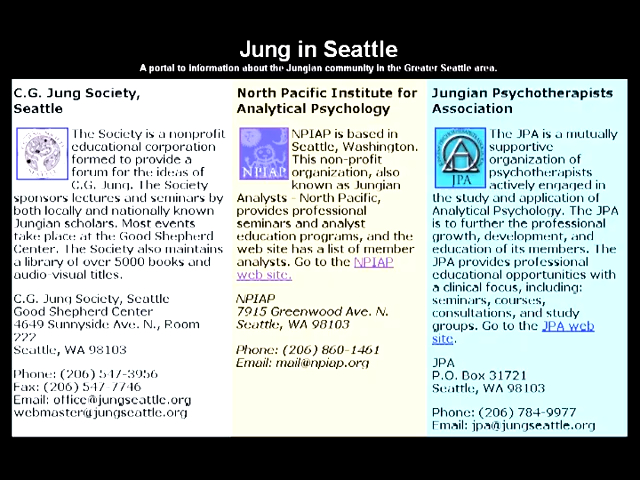 Jung in Seattle
A portal to information about the Jungian community in the Greater Seattle area.
C.G. Jung Society,
Seattle
The Society is a nonprofit
educational corporation
formed to provide a
forum for the ideas of
C.G. Jung. The Society
sponsors lectures and seminars by
both locally and nationally known
Jungian scholars. Most events
take place at the Good Shepherd
Center. The Society also maintains
a library of over 5000 books and
audio-visual titles.
C.G. Jung Society, Seattle
Good Shepherd Center
4649 Sunnyside Ave. N., Room
222
Seattle, WA 98103
Phone: (206) 547-3956
Fax: (206) 547-7746
Email: office@jungseattle.org
webmaster@jungseattle.org
North Pacific Institute for
Analytical Psychology
NPIAP
NPIAP is based in
Seattle, Washington.
This non-profit
organization, also
known as Jungian
Analysts - North Pacific,
provides professional
seminars and analyst
education programs, and the
web site has a list of member
analysts. Go to the NPIAP
web site.
NPIAP
7915 Greenwood Ave. N.
Seattle, WA 98103
Phone: (206) 860-1461
Email: mail@npiap.org
Jungian Psychotherapists
Association
JPA
The JPA is a mutually
supportive
organization of
psychotherapists
actively engaged in
the study and application of
Analytical Psychology. The JPA
is to further the professional
growth, development, and
education of its members. The
JPA provides professional
educational opportunities with
a clinical focus, including:
seminars, courses,
consultations, and study
groups. Go to the JPA web
site.
JPA
P.O. Box 31721
Seattle, WA 98103
Phone: (206) 784-9977
Email: jpa@jungseattle.org